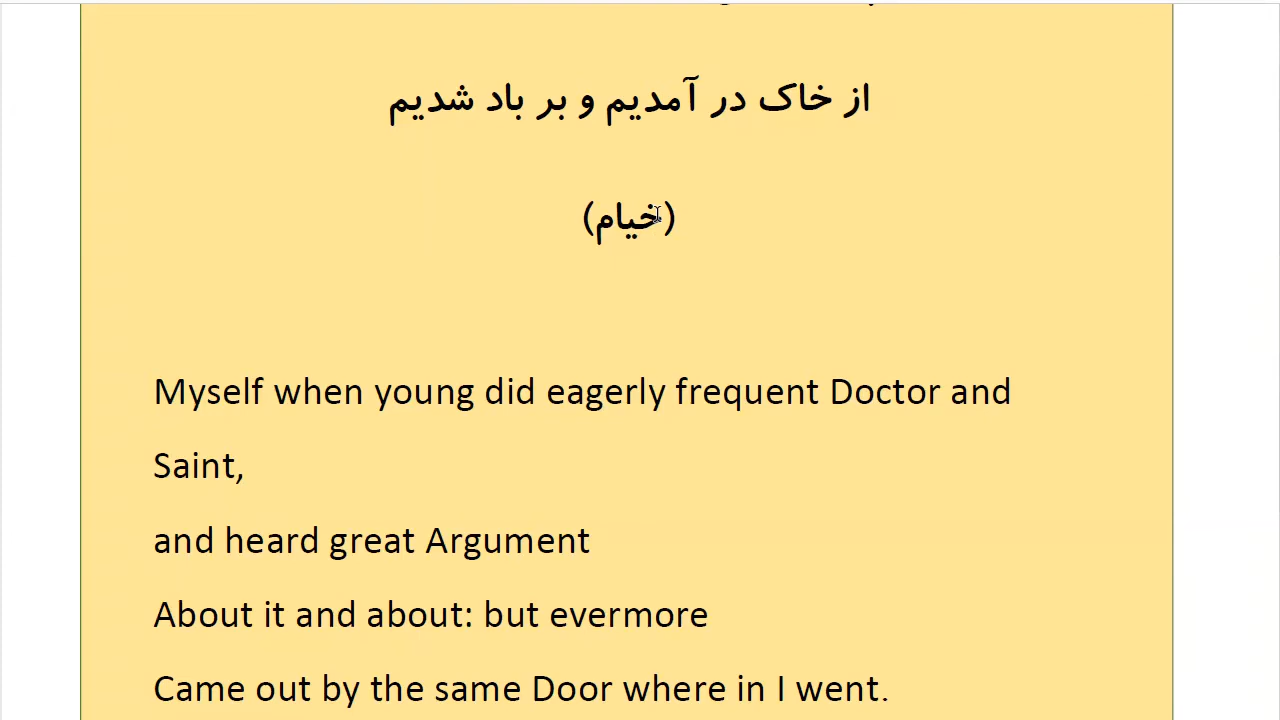 از خاک در آمدیم و بر باد شدیم
(خیام)
Myself when young did eagerly frequent Doctor and
Saint,
and heard great Argument
About it and about: but evermore
Came out by the same Door where in I went.